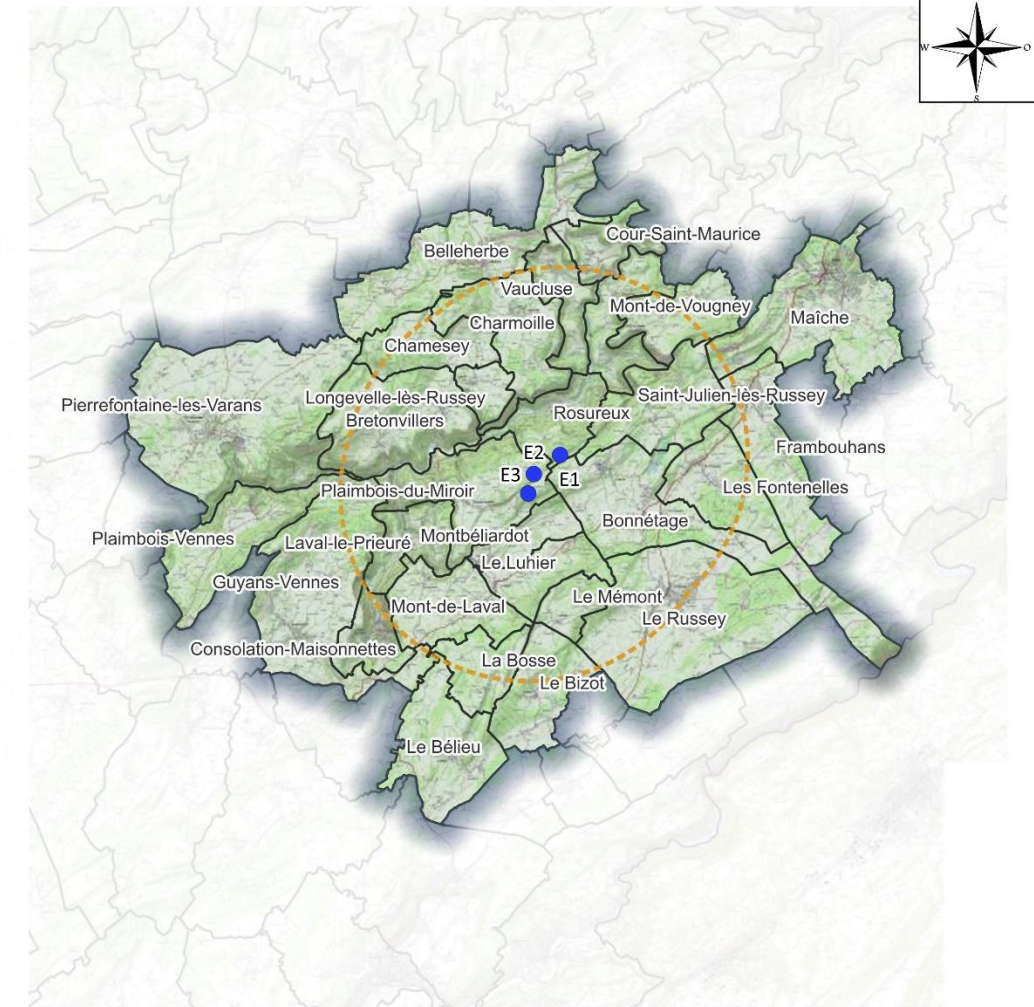 N
W
O
S
Cour-Saint-Maurice
Belleherbe
Vaucluse
Mont-de-Vougney
Maîche
Charmoille
Chamesey
Saint-Julien-lès-Russey
Longevelle-lès-Russey
Pierrefontaine-les-Varans
Rosureux
Bretonvillers
Frambouhans
E2
E3
E1
Les Fontenelles
Plaimbois-du-Miroir
Bonnétage
Plaimbois-Vennes
Montbéliardot
Laval-le-Prieuré
Le Luhier
Guyans-Vennes
Le Mémont
Mont-de-Laval
Le Russey
Consolation-Maisonnettes
La Bosse
Le Bizot
Le Bélieu